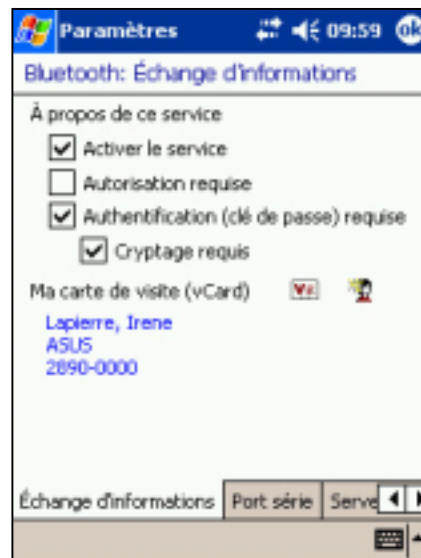 Paramètres 09:59 ok
Bluetooth: Échange d'informations
À propos de ce service
Activer le service
Autorisation requise
Authentification (clé de passe) requise
Cryptage requis
Ma carte de visite (vCard)
Lapierre, Irene
ASUS
2890-0000
Échange d'informations Port série Serve